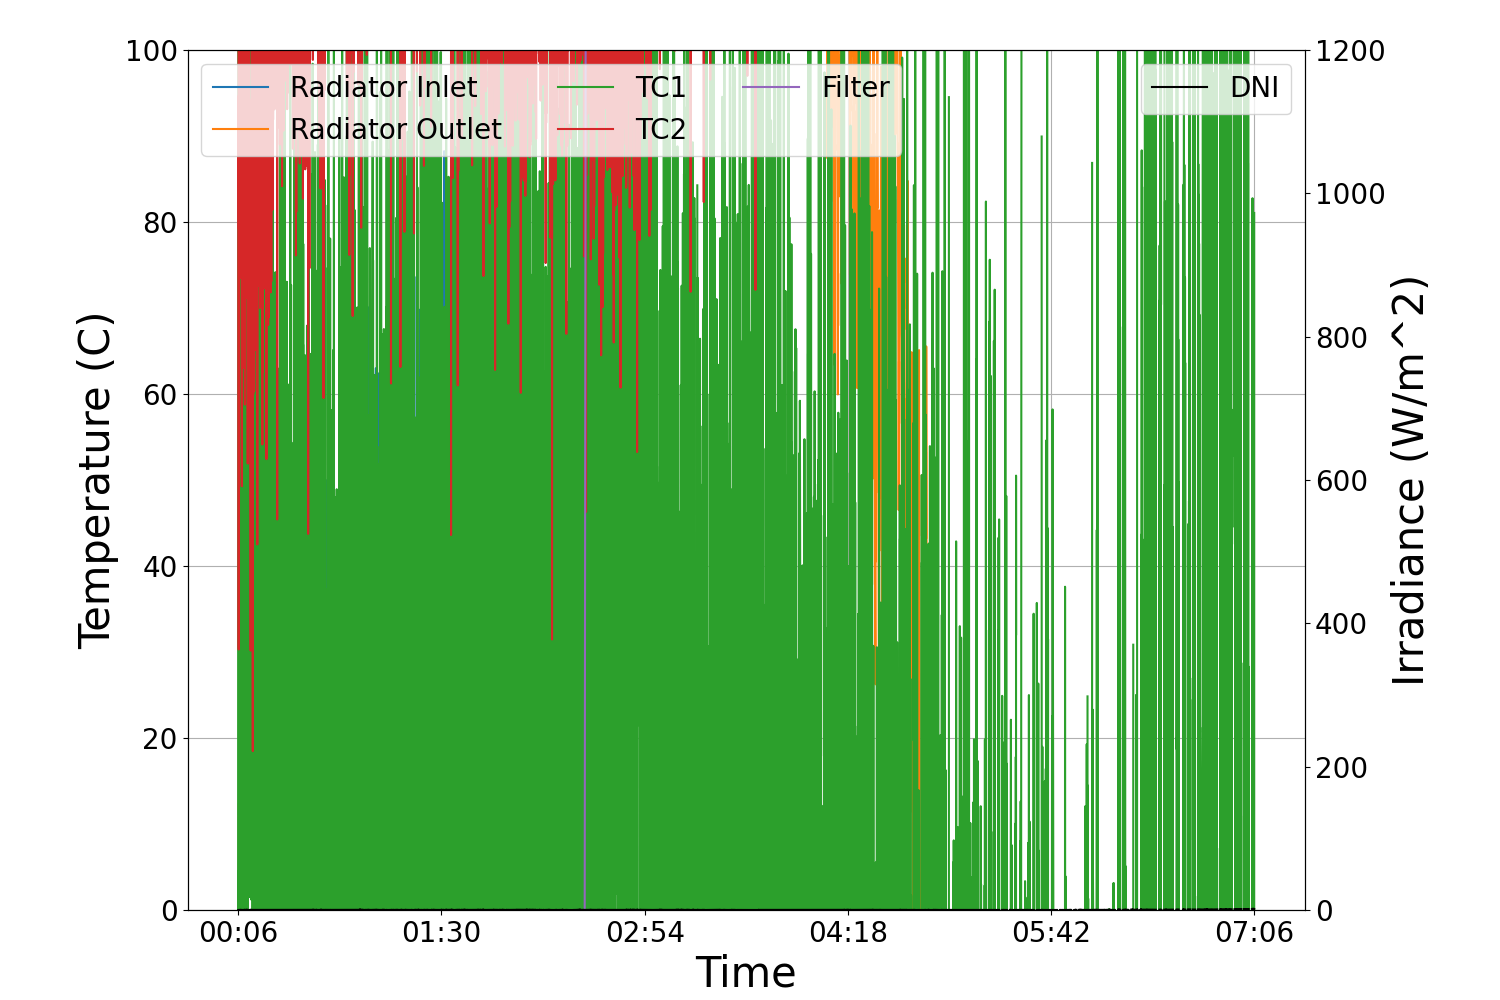 100
80
60
40
20
0
Temperature (C)
Radiator Inlet
Radiator Outlet
TC1
TC2
Filter
DNI
1200
1000
800
600
400
200
0
Irradiance (W/m^2)
00:06 01:30 02:54 04:18 05:42 07:06
Time